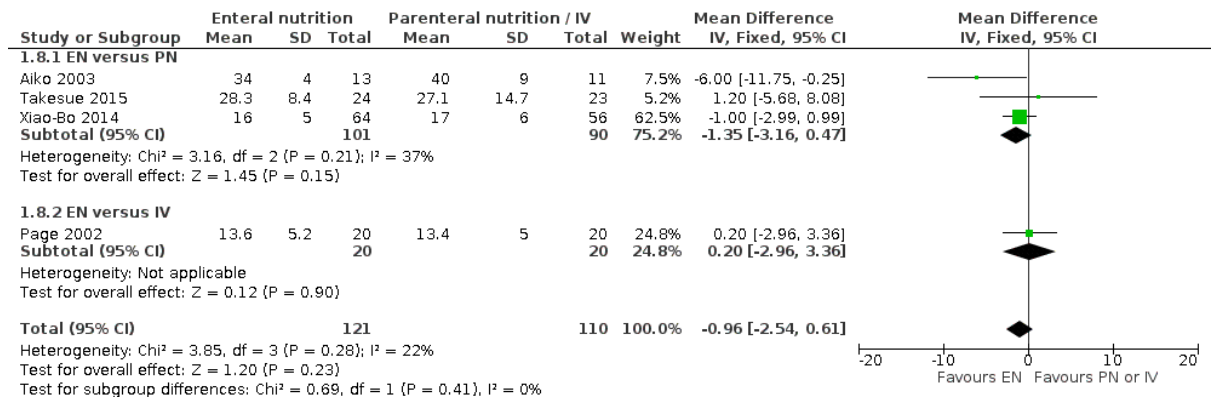 Enteral nutrition Parenteral nutrition / IV Mean Difference Mean Difference
Study or Subgroup Mean SD Total Mean SD Total Weight IV, Fixed, 95% CI IV, Fixed, 95% CI
1.8.1 EN versus PN
Aiko 2003 34 4 13 40 9 11 7.5% -6.00 [-11.75, -0.25]
Takesue 2015 28.3 8.4 24 27.1 14.7 23 5.2% 1.20 [-5.68, 8.08]
Xiao-Bo 2014 16 5 64 17 6 56 62.5% -1.00 [-2.99, 0.99]
Subtotal (95% CI) 101 90 75.2% -1.35 [-3.16, 0.47]
Heterogeneity: Chi² = 3.16, df = 2 (P = 0.21); I² = 37%
Test for overall effect: Z = 1.45 (P = 0.15)
1.8.2 EN versus IV
Page 2002 13.6 5.2 20 13.4 5 20 24.8% 0.20 [-2.96, 3.36]
Subtotal (95% CI) 20 20 24.8% 0.20 [-2.96, 3.36]
Heterogeneity: Not applicable
Test for overall effect: Z = 0.12 (P = 0.90)
Total (95% CI) 121 110 100.0% -0.96 [-2.54, 0.61]
Heterogeneity: Chi² = 3.85, df = 3 (P = 0.28); I² = 22%
Test for overall effect: Z = 1.20 (P = 0.23)
Test for subgroup differences: Chi² = 0.69, df = 1 (P = 0.41), I² = 0%
-20 -10 0 10 20
Favours EN Favours PN or IV